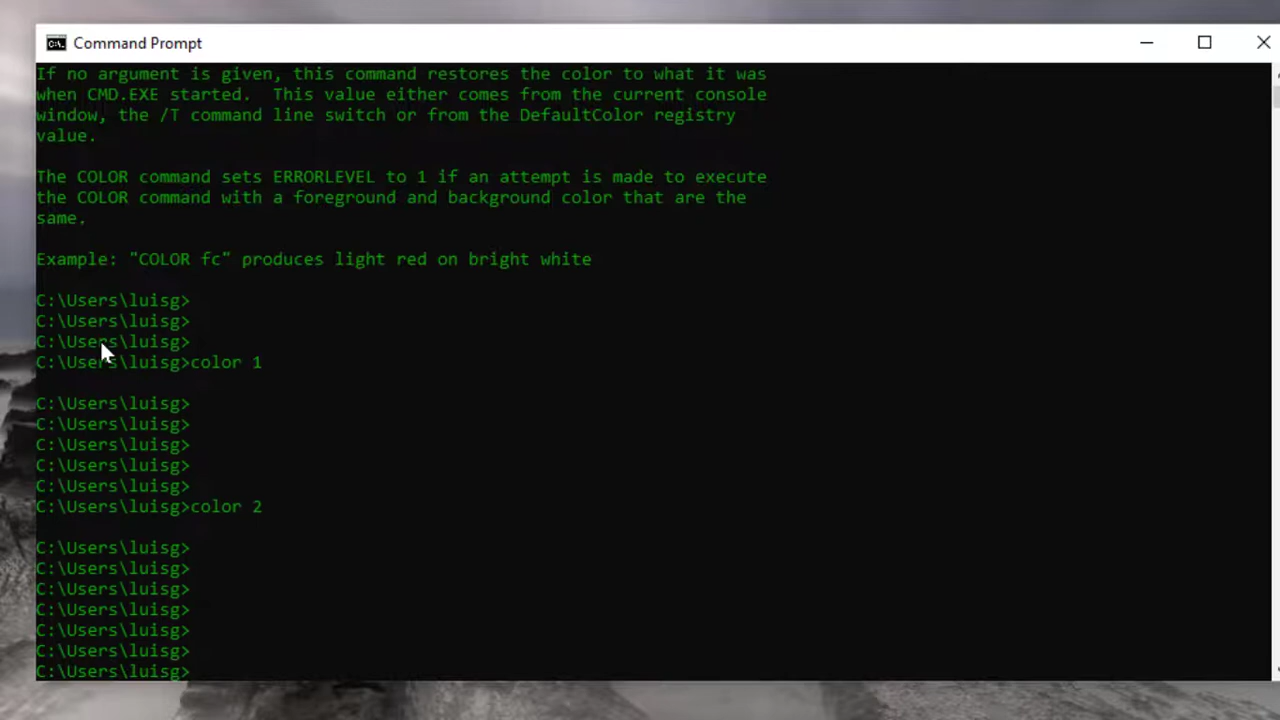 Command Prompt
If no argument is given, this command restores the color to what it was
when CMD.EXE started.  This value either comes from the current console
window, the /T command line switch or from the DefaultColor registry
value.
The COLOR command sets ERRORLEVEL to 1 if an attempt is made to execute
the COLOR command with a foreground and background color that are the
same.
Example: "COLOR fc" produces light red on bright white
C:\Users\luisg>
C:\Users\luisg>
C:\Users\luisg>
C:\Users\luisg>color 1
C:\Users\luisg>
C:\Users\luisg>
C:\Users\luisg>
C:\Users\luisg>
C:\Users\luisg>
C:\Users\luisg>color 2
C:\Users\luisg>
C:\Users\luisg>
C:\Users\luisg>
C:\Users\luisg>
C:\Users\luisg>
C:\Users\luisg>
C:\Users\luisg>